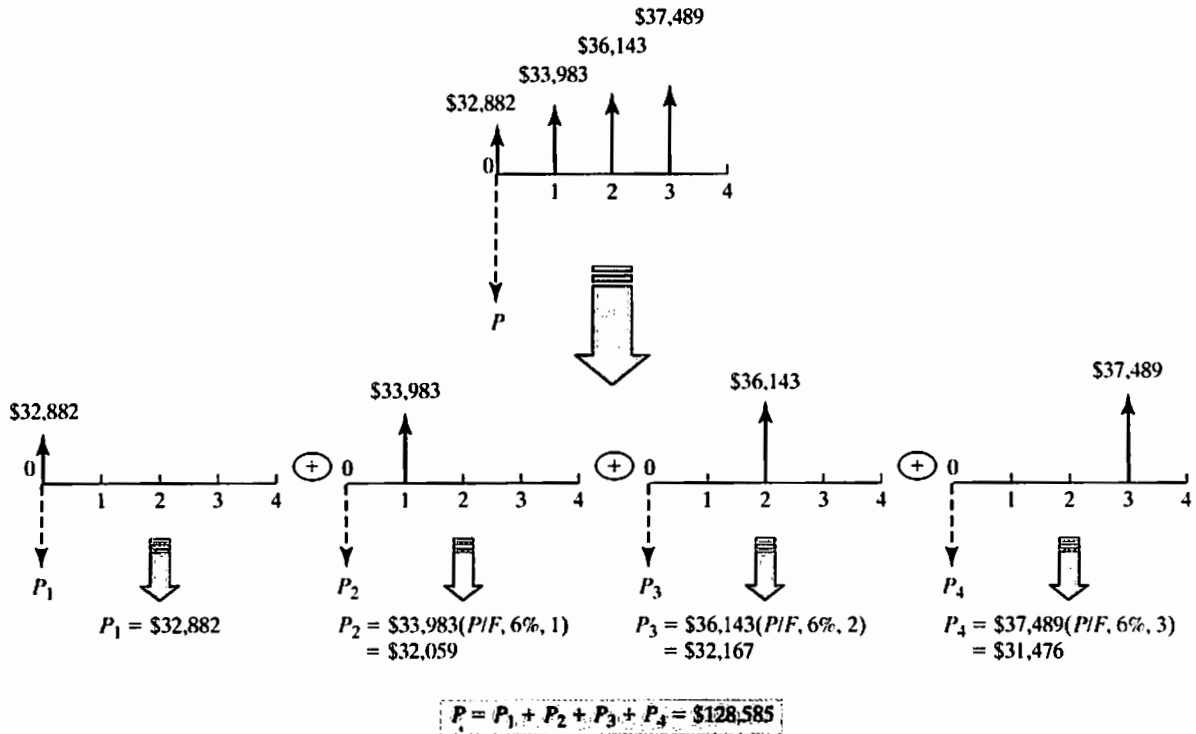 $37,489
$36,143
$33,983
$32,882
0
1 2 3 4
P
$32,882
$33,983
$36,143
$37,489
0 + 0 + 0 + 0
1 2 3 4 1 2 3 4 1 2 3 4 1 2 3 4
P1 P2 P3 P4
P1 = $32,882
P2 = $33,983(P/F, 6%, 1)
= $32,059
P3 = $36,143(P/F, 6%, 2)
= $32,167
P4 = $37,489(P/F, 6%, 3)
= $31,476
P = P1 + P2 + P3 + P4 = $128,585